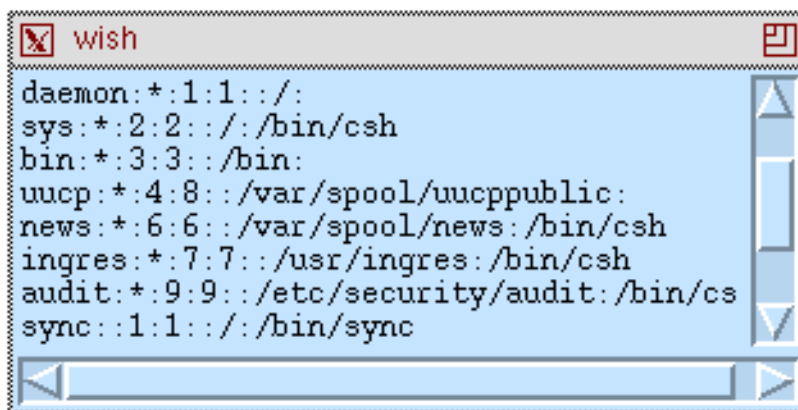 wish
daemon:*:1:1::/:
sys:*:2:2::/:/bin/csh
bin:*:3:3::/bin:
uucp:*:4:8::/var/spool/uucppublic:
news:*:6:6::/var/spool/news:/bin/csh
ingres:*:7:7::/usr/ingres:/bin/csh
audit:*:9:9::/etc/security/audit:/bin/cs
sync::1:1::/:/bin/sync